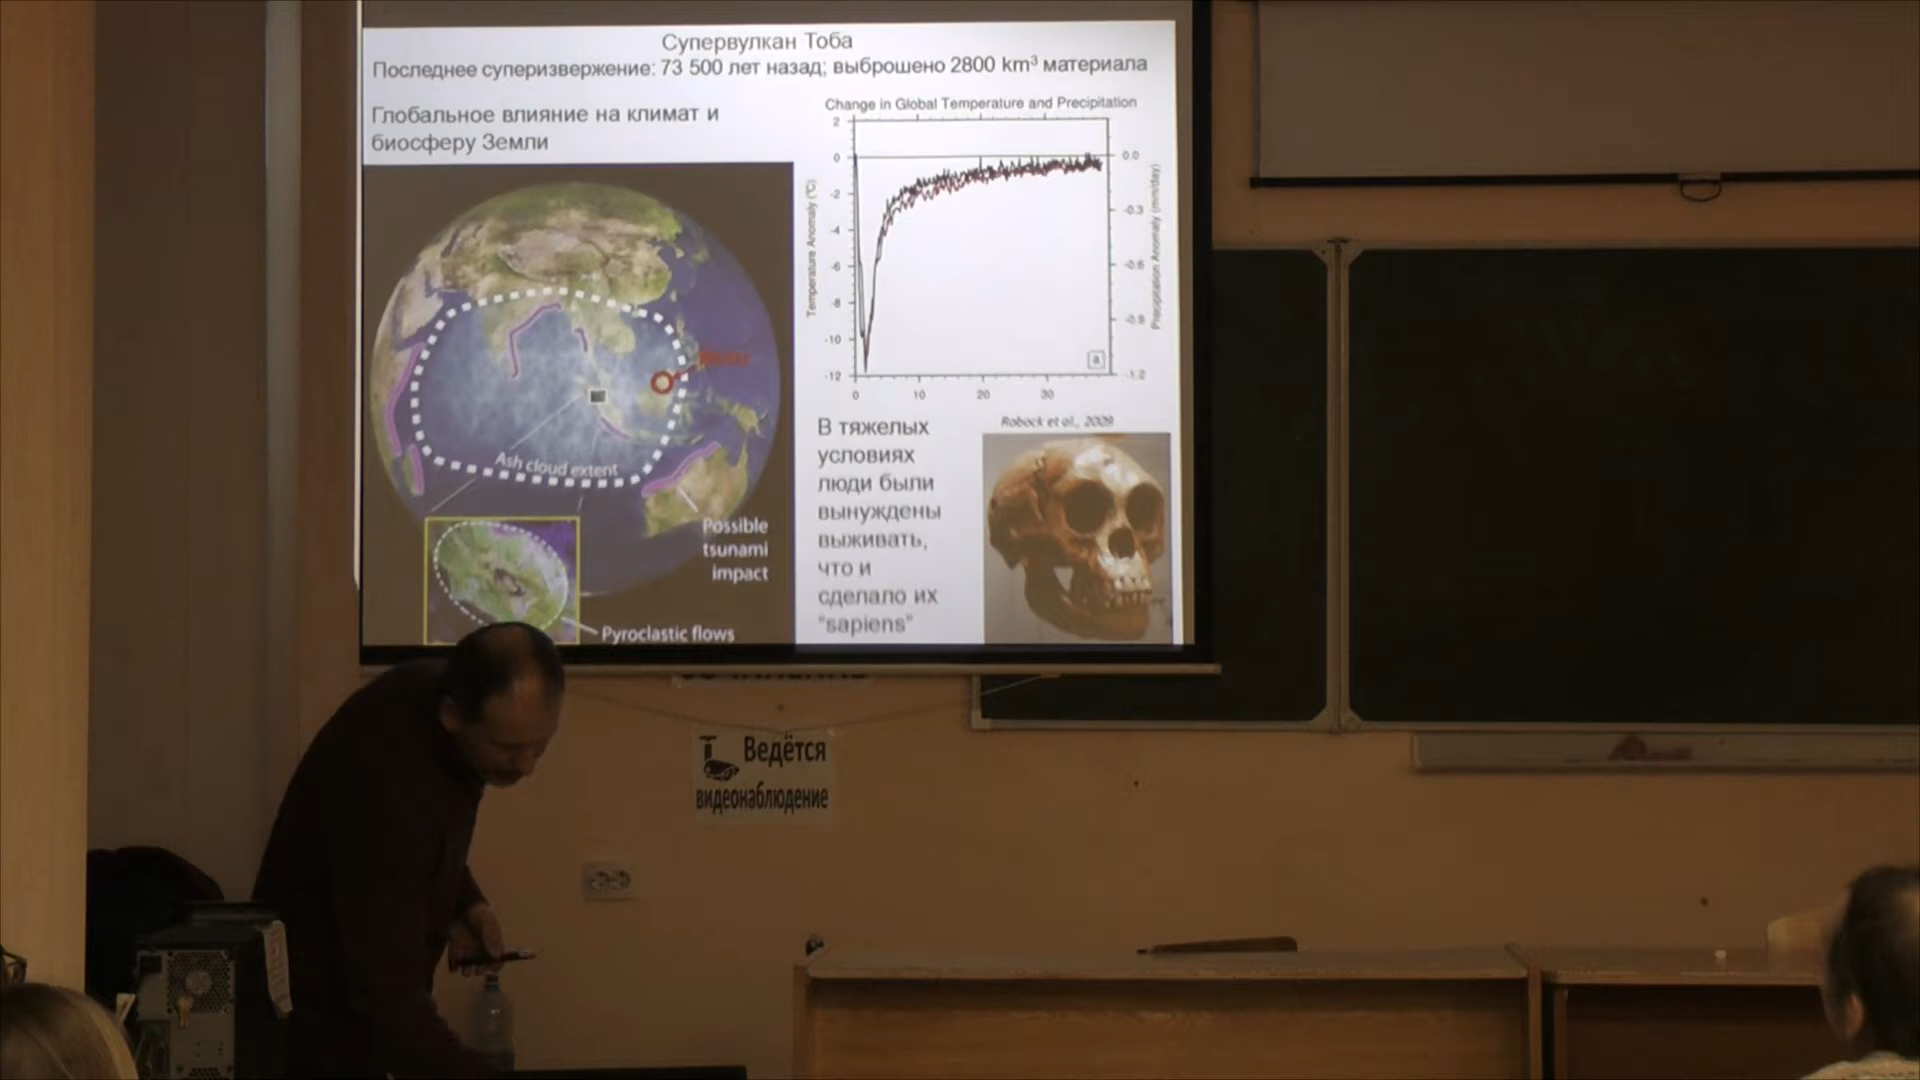 Супервулкан Тоба
Последнее суперизвержение: 73 500 лет назад; выброшено 2800 km³ материала
Глобальное влияние на климат и
биосферу Земли
Ash cloud extent
Possible
tsunami
impact
Pyroclastic flows
Change in Global Temperature and Precipitation
Temperature Anomaly (°C)
2
0
-2
-4
-6
-8
-10
-12
0
10
20
30
0.0
-0.3
-0.6
-0.9
-1.2
Precipitation Anomaly (mm/day)
a
Robock et al., 2009
В тяжелых
условиях
люди были
вынуждены
выживать,
что и
сделало их
"sapiens"
Ведётся
видеонаблюдение